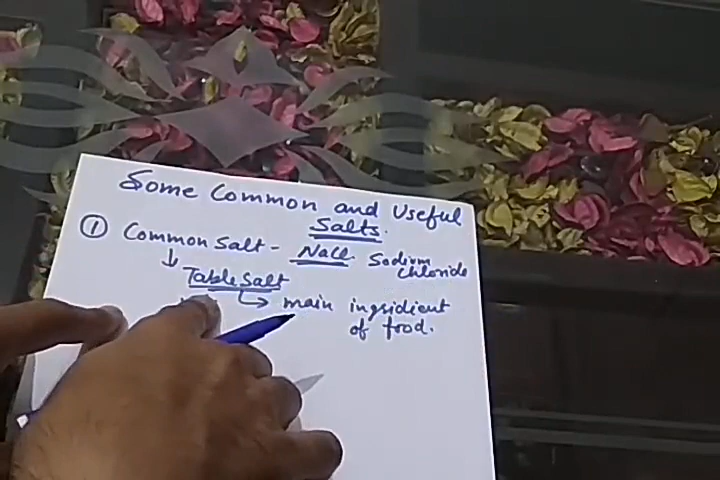 Some Common and Useful
Salts.
① Common Salt - NaCl Sodium
Chloride
↓
Table Salt
↳ main ingridient
of food.